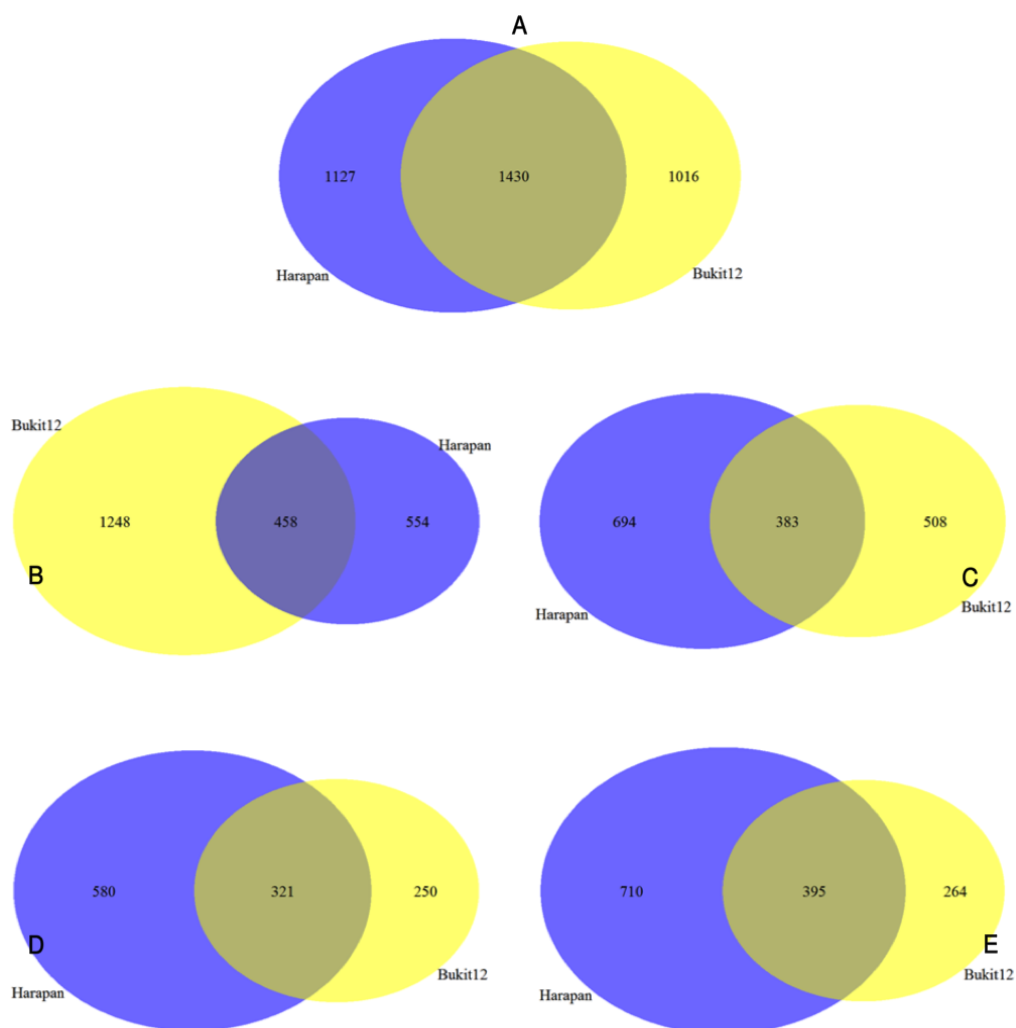 A
1127 1430 1016
Harapan Bukit12
Bukit12 Harapan
1248 458 554
B
694 383 508
C
Harapan Bukit12
580 321 250
D
Bukit12
Harapan
710 395 264
E
Bukit12
Harapan